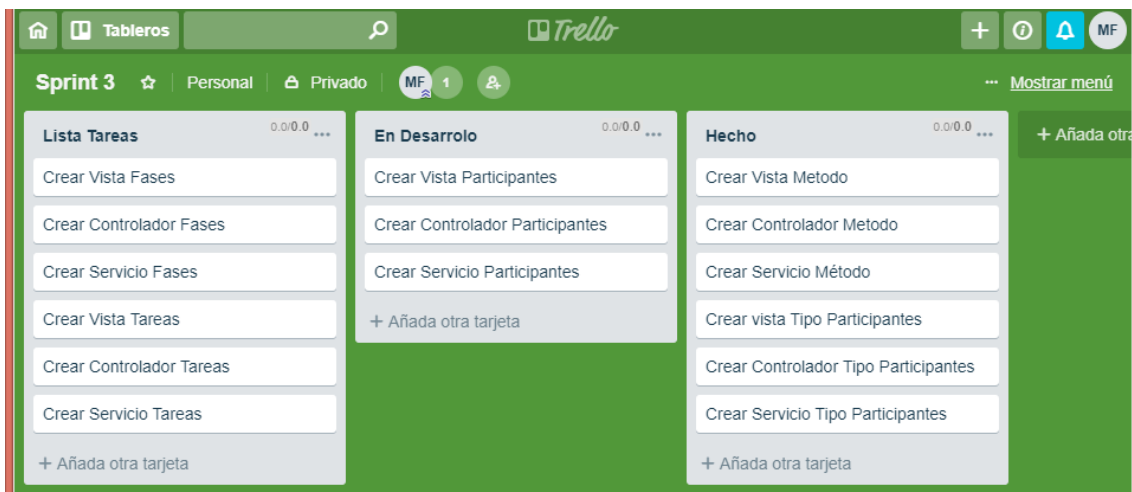 Tableros
Trello
MF
Sprint 3
Personal
Privado
MF
1
Mostrar menú
Lista Tareas
0.0/0.0
Crear Vista Fases
Crear Controlador Fases
Crear Servicio Fases
Crear Vista Tareas
Crear Controlador Tareas
Crear Servicio Tareas
+ Añada otra tarjeta
En Desarrolo
0.0/0.0
Crear Vista Participantes
Crear Controlador Participantes
Crear Servicio Participantes
+ Añada otra tarjeta
Hecho
0.0/0.0
Crear Vista Metodo
Crear Controlador Metodo
Crear Servicio Método
Crear vista Tipo Participantes
Crear Controlador Tipo Participantes
Crear Servicio Tipo Participantes
+ Añada otra tarjeta
+ Añada otra